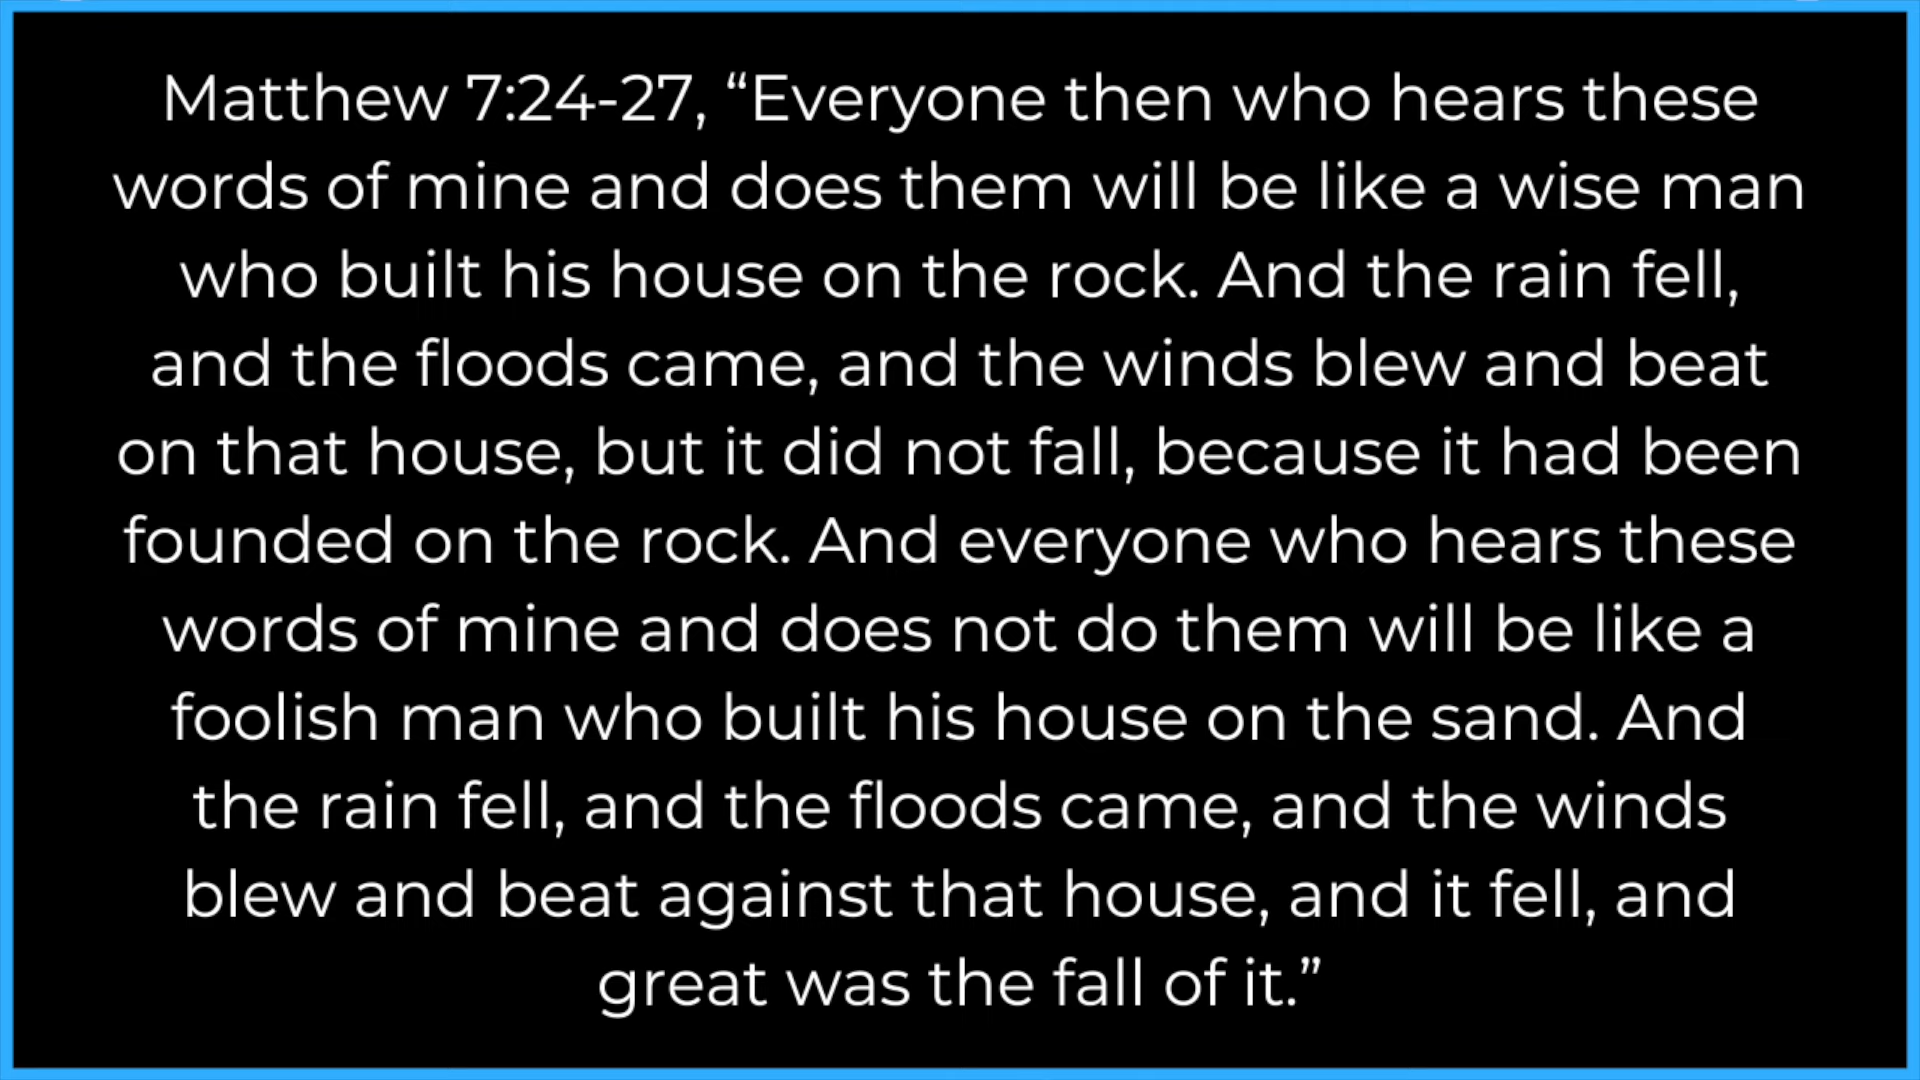 Matthew 7:24-27, “Everyone then who hears these
words of mine and does them will be like a wise man
who built his house on the rock. And the rain fell,
and the floods came, and the winds blew and beat
on that house, but it did not fall, because it had been
founded on the rock. And everyone who hears these
words of mine and does not do them will be like a
foolish man who built his house on the sand. And
the rain fell, and the floods came, and the winds
blew and beat against that house, and it fell, and
great was the fall of it.”